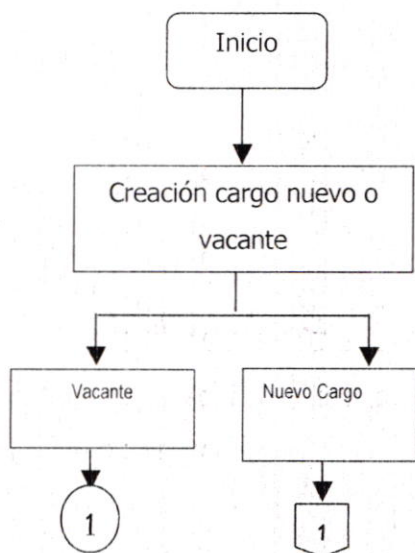 Inicio
Creación cargo nuevo o
vacante
Vacante
Nuevo Cargo
1
1